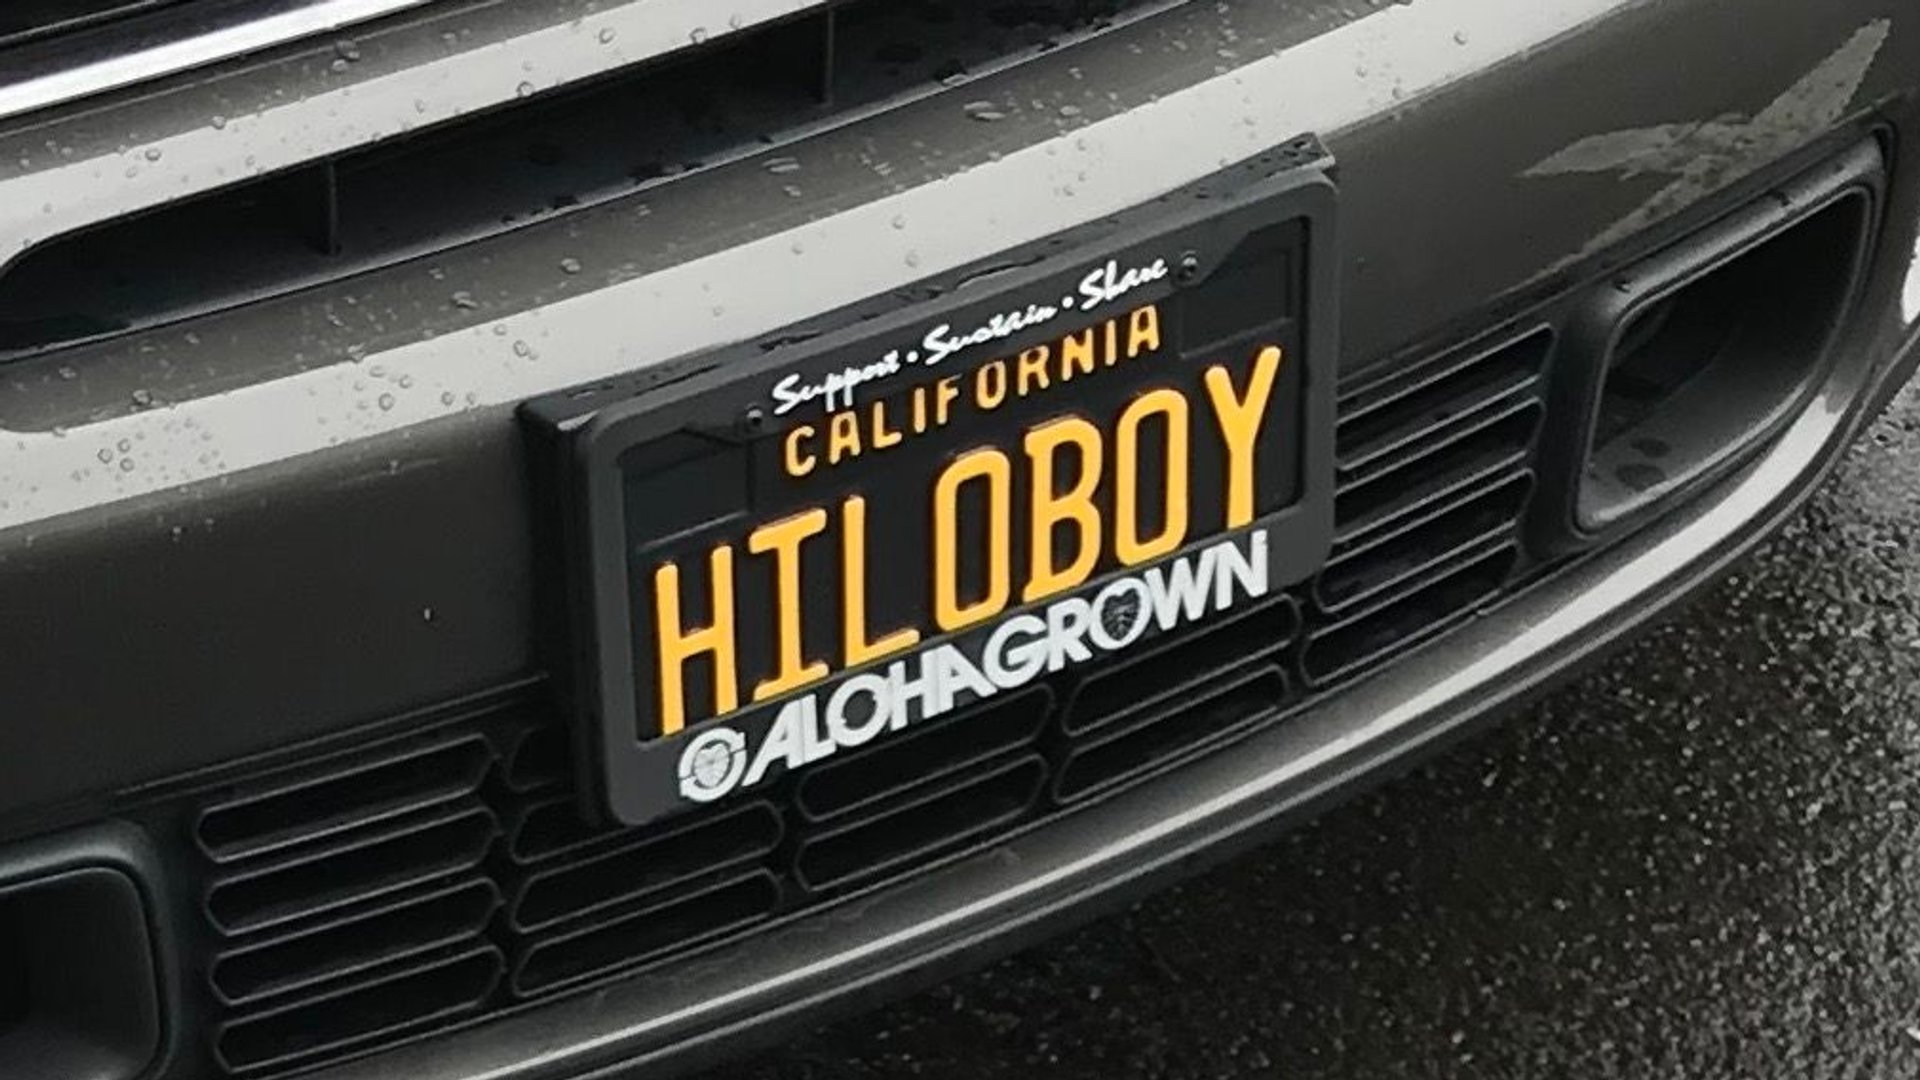 Support • Sustain • Share
CALIFORNIA
HILOBOY
ALOHAGROWN